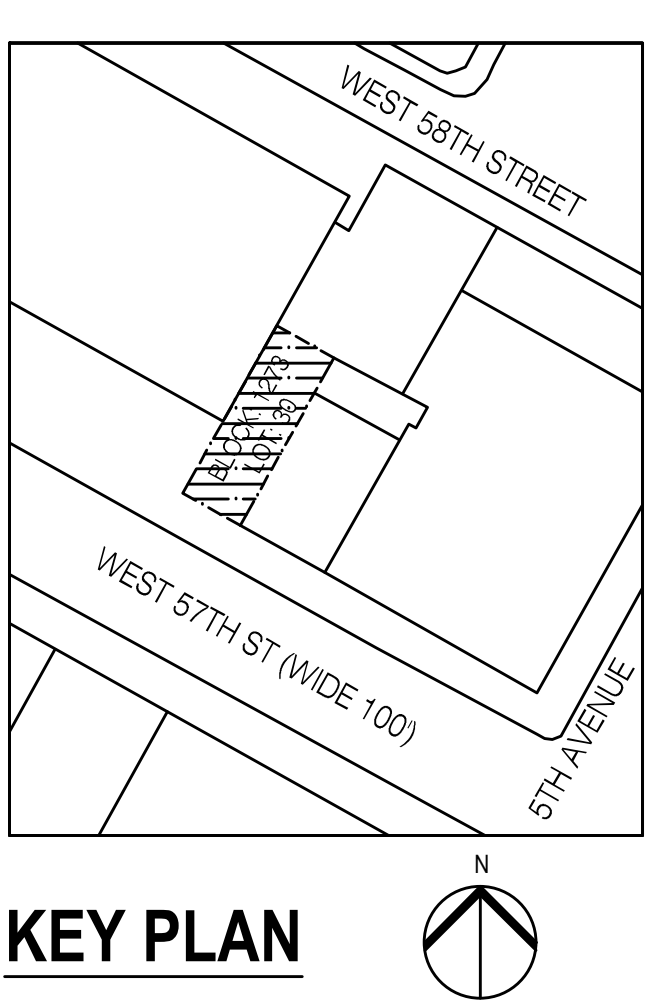 WEST 58TH STREET
BLOCK: 1273
LOT: 30
WEST 57TH ST (WIDE 100')
5TH AVENUE
N
KEY PLAN